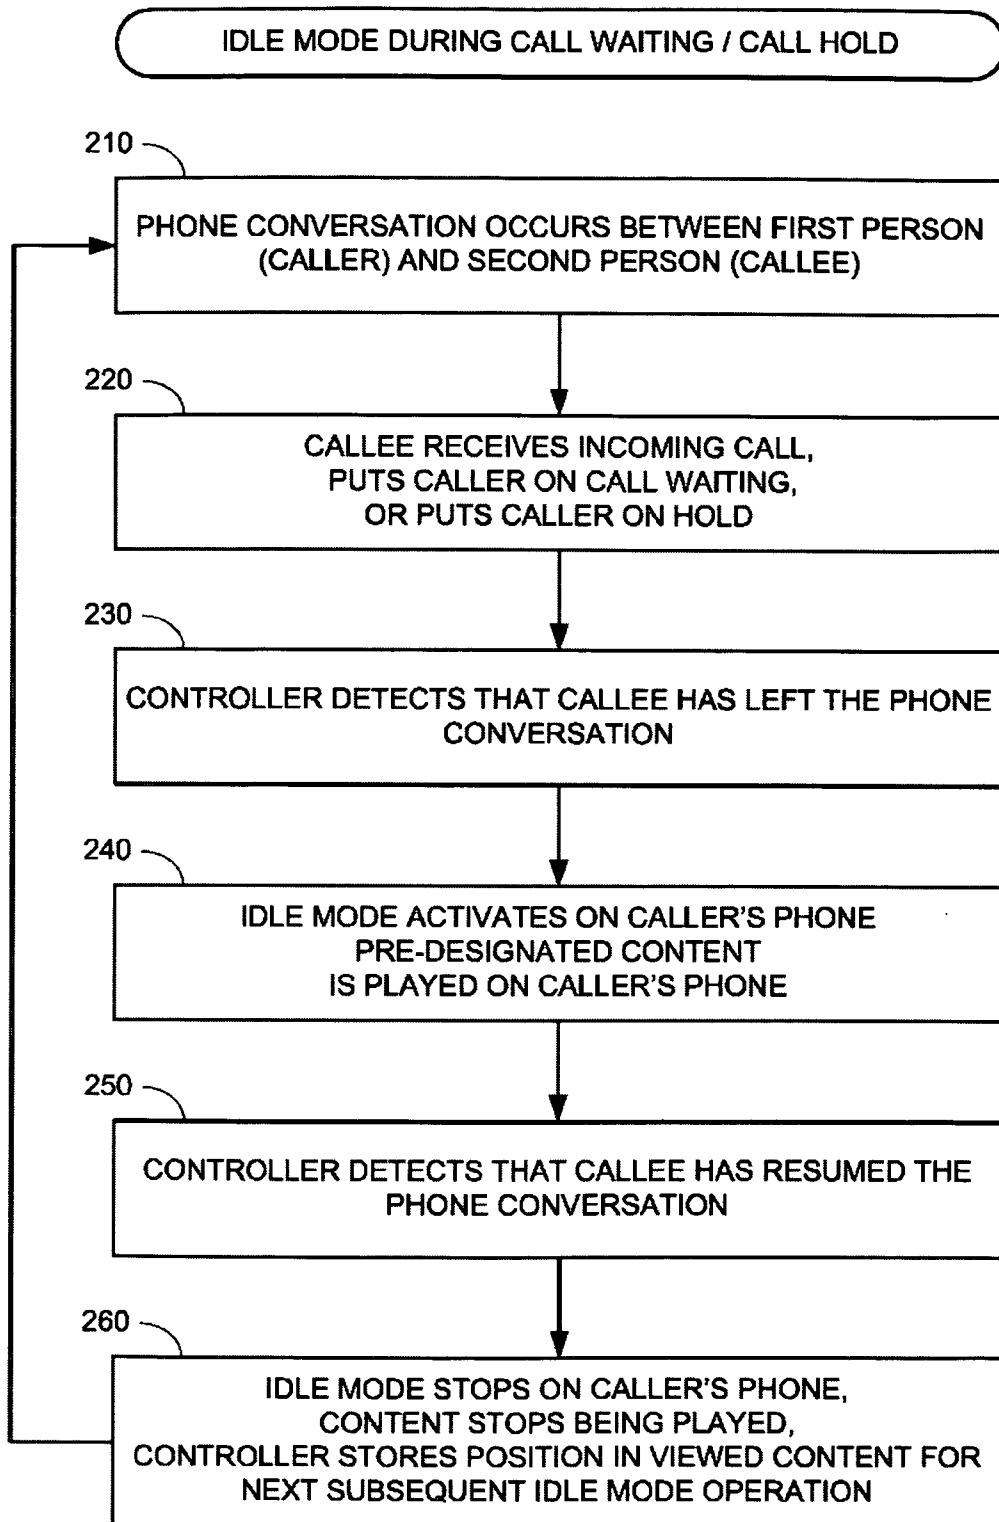 IDLE MODE DURING CALL WAITING / CALL HOLD
210
PHONE CONVERSATION OCCURS BETWEEN FIRST PERSON
(CALLER) AND SECOND PERSON (CALLEE)
220
CALLEE RECEIVES INCOMING CALL,
PUTS CALLER ON CALL WAITING,
OR PUTS CALLER ON HOLD
230
CONTROLLER DETECTS THAT CALLEE HAS LEFT THE PHONE
CONVERSATION
240
IDLE MODE ACTIVATES ON CALLER'S PHONE
PRE-DESIGNATED CONTENT
IS PLAYED ON CALLER'S PHONE
250
CONTROLLER DETECTS THAT CALLEE HAS RESUMED THE
PHONE CONVERSATION
260
IDLE MODE STOPS ON CALLER'S PHONE,
CONTENT STOPS BEING PLAYED,
CONTROLLER STORES POSITION IN VIEWED CONTENT FOR
NEXT SUBSEQUENT IDLE MODE OPERATION